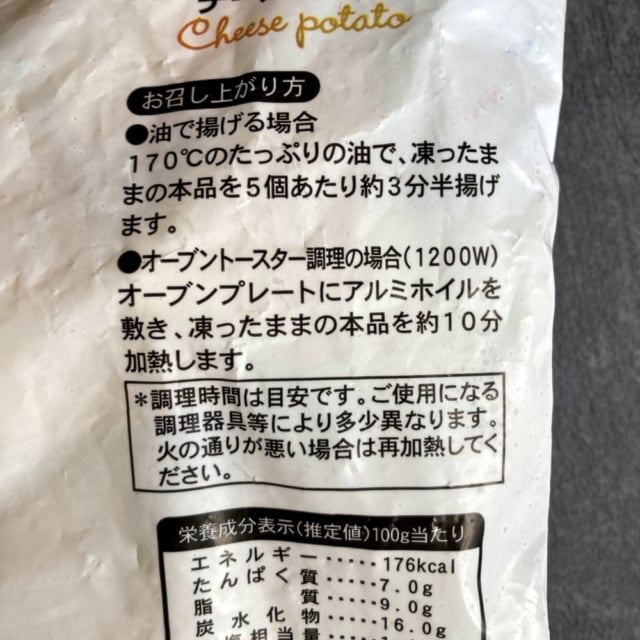 Cheese potato
お召し上がり方
●油で揚げる場合
170℃のたっぷりの油で、凍ったま
まの本品を5個あたり約3分半揚げ
ます。
●オーブントースター調理の場合(1200W)
オーブンプレートにアルミホイルを
敷き、凍ったままの本品を約10分
加熱します。
*調理時間は目安です。ご使用になる
調理器具等により多少異なります。
火の通りが悪い場合は再加熱してく
ださい。
栄養成分表示(推定値)100g当たり
エネルギー・・・・・176kcal
たんぱく質・・・・・7.0g
脂質・・・・・9.0g
炭水化物・・・・・16.0g
相当量